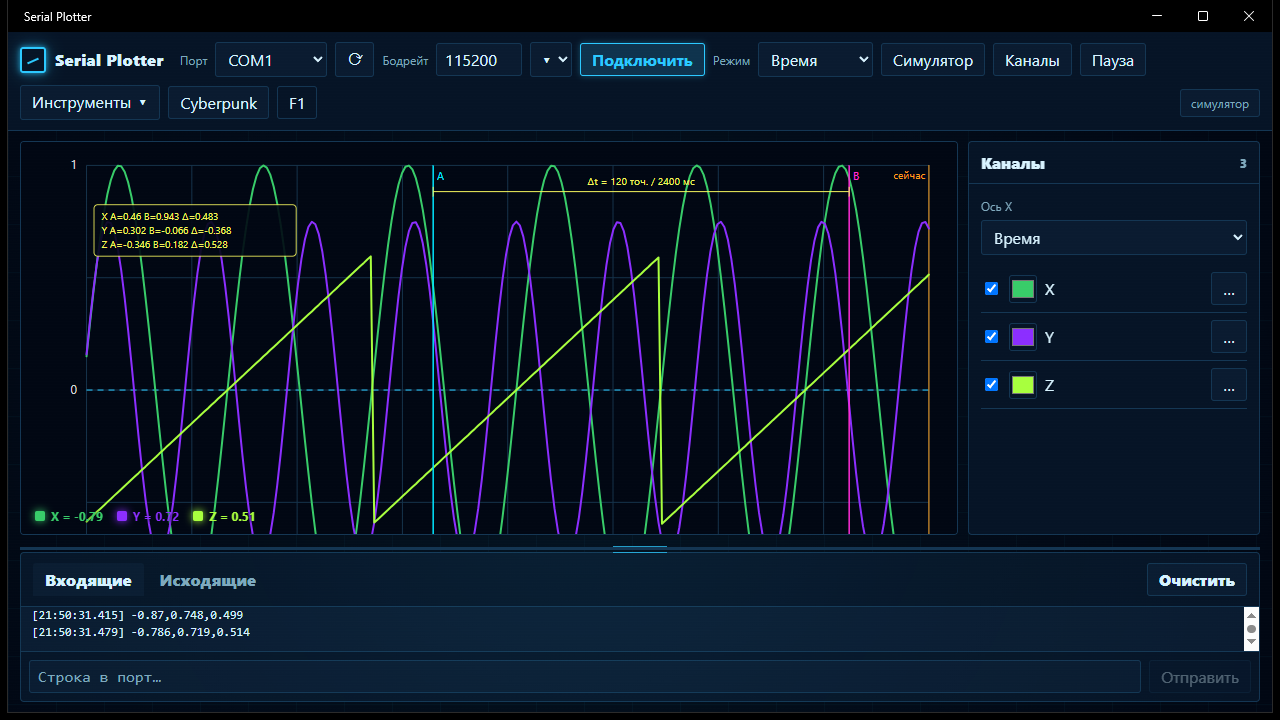 Serial Plotter
Serial Plotter Порт COM1 Бодрейт 115200 Подключить Режим Время Симулятор Каналы Пауза
Инструменты ▼ Cyberpunk F1 симулятор
1
0
A
Δt = 120 точ. / 2400 мс
B
сейчас
X A=0.46 B=0.943 Δ=0.483
Y A=0.302 B=-0.066 Δ=-0.368
Z A=-0.346 B=0.182 Δ=0.528
X = -0.79 Y = 0.72 Z = 0.51
Каналы 3
Ось X
Время
X ...
Y ...
Z ...
Входящие Исходящие Очистить
[21:50:31.415] -0.87,0.748,0.499
[21:50:31.479] -0.786,0.719,0.514
Строка в порт… Отправить